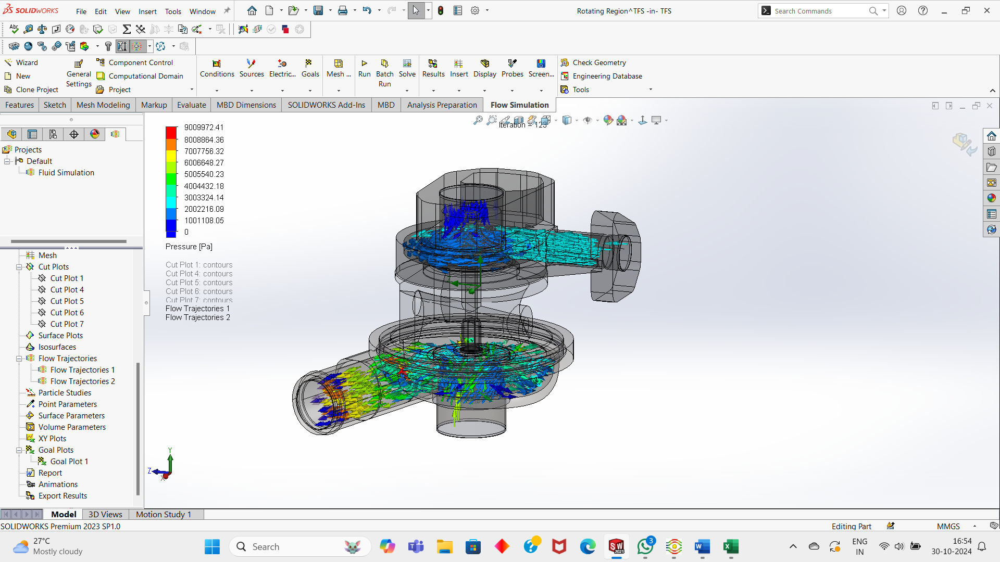 SOLIDWORKS File Edit View Insert Tools Window
Rotating Region^TFS -in- TFS
Search Commands
Wizard
New
Clone Project
General Settings
Component Control
Computational Domain
Project
Conditions Sources Electric... Goals Mesh ... Run Batch Run Solve Results Insert Display Probes Screen...
Check Geometry
Engineering Database
Tools
Features Sketch Mesh Modeling Markup Evaluate MBD Dimensions SOLIDWORKS Add-Ins MBD Analysis Preparation Flow Simulation
Iteration = 123
Projects
Default
Fluid Simulation
Mesh
Cut Plots
Cut Plot 1
Cut Plot 4
Cut Plot 5
Cut Plot 6
Cut Plot 7
Surface Plots
Isosurfaces
Flow Trajectories
Flow Trajectories 1
Flow Trajectories 2
Particle Studies
Point Parameters
Surface Parameters
Volume Parameters
XY Plots
Goal Plots
Goal Plot 1
Report
Animations
Export Results
9009972.41
8008864.36
7007756.32
6006648.27
5005540.23
4004432.18
3003324.14
2002216.09
1001108.05
0
Pressure [Pa]
Cut Plot 1: contours
Cut Plot 4: contours
Cut Plot 5: contours
Cut Plot 6: contours
Cut Plot 7: contours
Flow Trajectories 1
Flow Trajectories 2
Y
Z
X
Model 3D Views Motion Study 1
SOLIDWORKS Premium 2023 SP1.0
Editing Part
MMGS
27°C
Mostly cloudy
Search
3
ENG
IN
16:54
30-10-2024